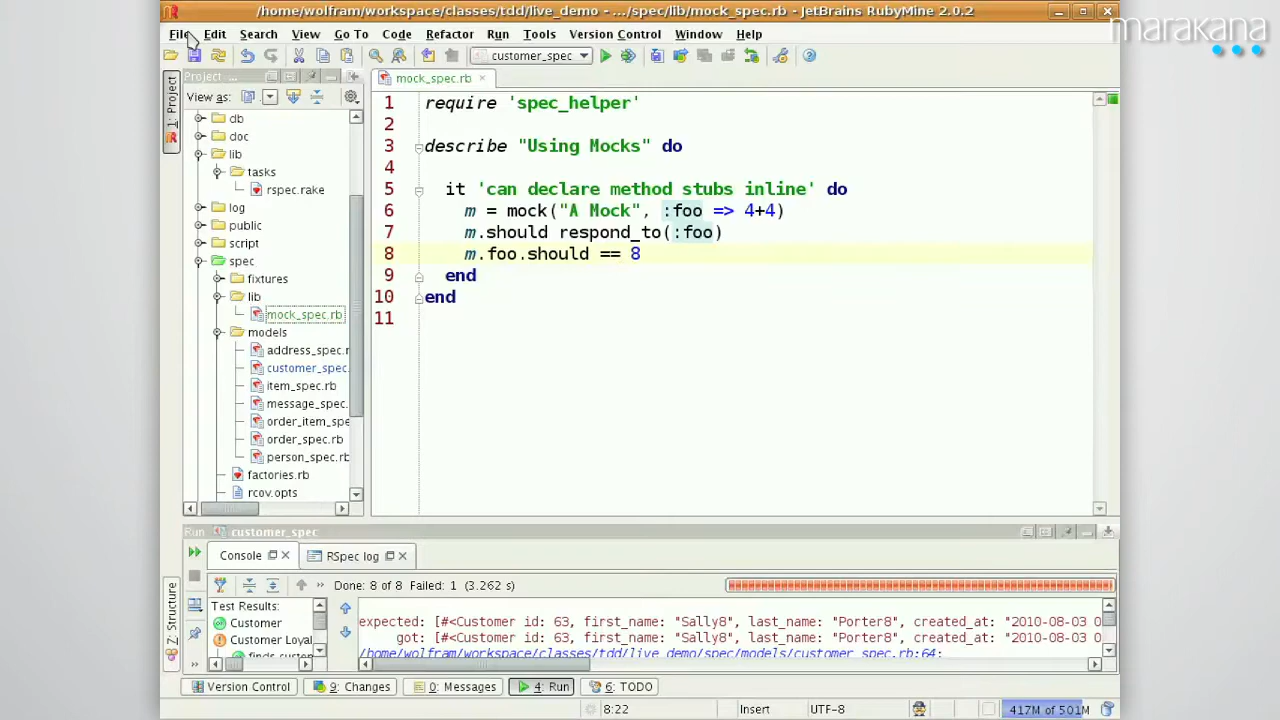 /home/wolfram/workspace/classes/tdd/live_demo - .../spec/lib/mock_spec.rb - JetBrains RubyMine 2.0.2
marakana
File Edit Search View Go To Code Refactor Run Tools Version Control Window Help
customer_spec
Project ...
mock_spec.rb
View as:
1: Project
db
doc
lib
tasks
rspec.rake
log
public
script
spec
fixtures
lib
mock_spec.rb
models
address_spec.r
customer_spec.
item_spec.rb
message_spec.
order_item_spe
order_spec.rb
person_spec.rb
factories.rb
rcov.opts
1 require 'spec_helper'
2
3 describe "Using Mocks" do
4
5 it 'can declare method stubs inline' do
6 m = mock("A Mock", :foo => 4+4)
7 m.should respond_to(:foo)
8 m.foo.should == 8
9 end
10 end
11
Run customer_spec
Console RSpec log
Done: 8 of 8 Failed: 1 (3.262 s)
Test Results:
Customer
Customer Loyal
finds custom
expected: [#<Customer id: 63, first_name: "Sally8", last_name: "Porter8", created_at: "2010-08-03 0
got: [#<Customer id: 63, first_name: "Sally8", last_name: "Porter8", created_at: "2010-08-03 0
/home/wolfram/workspace/classes/tdd/live_demo/spec/models/customer_spec.rb:64:
Z: Structure
Version Control 9: Changes 0: Messages 4: Run 6: TODO
8:22 Insert UTF-8 417M of 501M